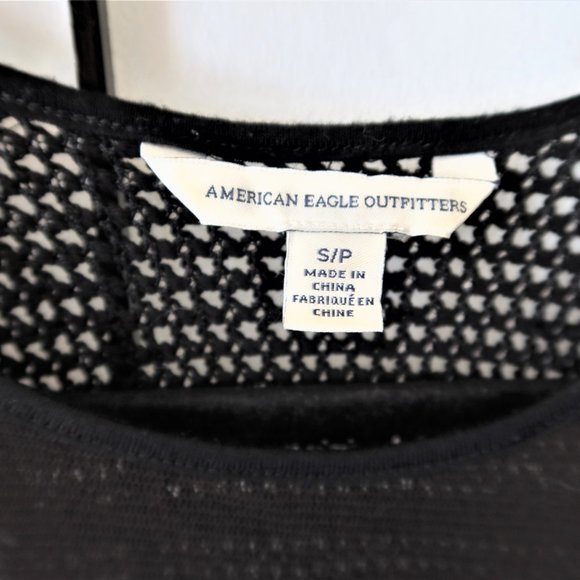 AMERICAN EAGLE OUTFITTERS
S/P
MADE IN
CHINA
FABRIQUÉ EN
CHINE